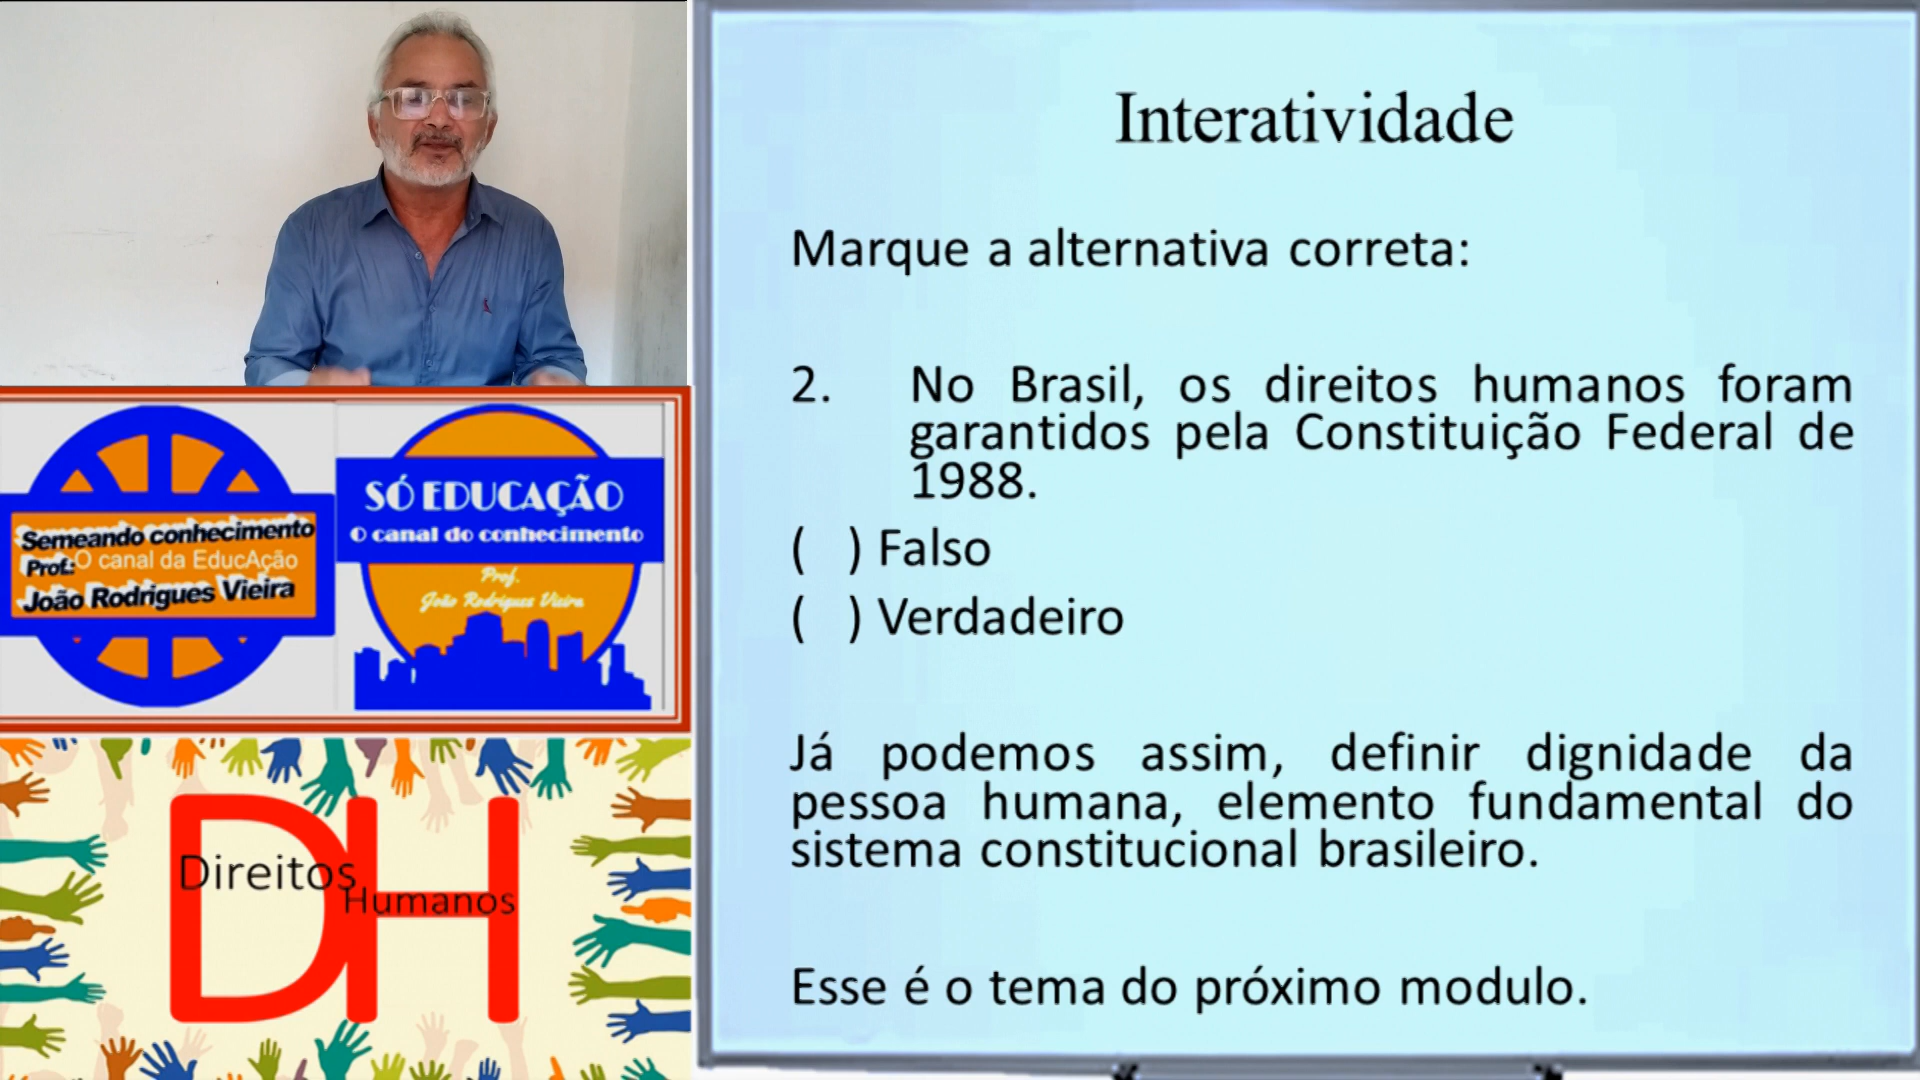 Interatividade
Marque a alternativa correta:
2. No Brasil, os direitos humanos foram
garantidos pela Constituição Federal de
1988.
( ) Falso
( ) Verdadeiro
Já podemos assim, definir dignidade da
pessoa humana, elemento fundamental do
sistema constitucional brasileiro.
Esse é o tema do próximo modulo.
Semeando conhecimento
O canal da EducAção
Prof.:
João Rodrigues Vieira
SÓ EDUCAÇÃO
O canal do conhecimento
Prof.
João Rodrigues Vieira
DH
Direitos
Humanos